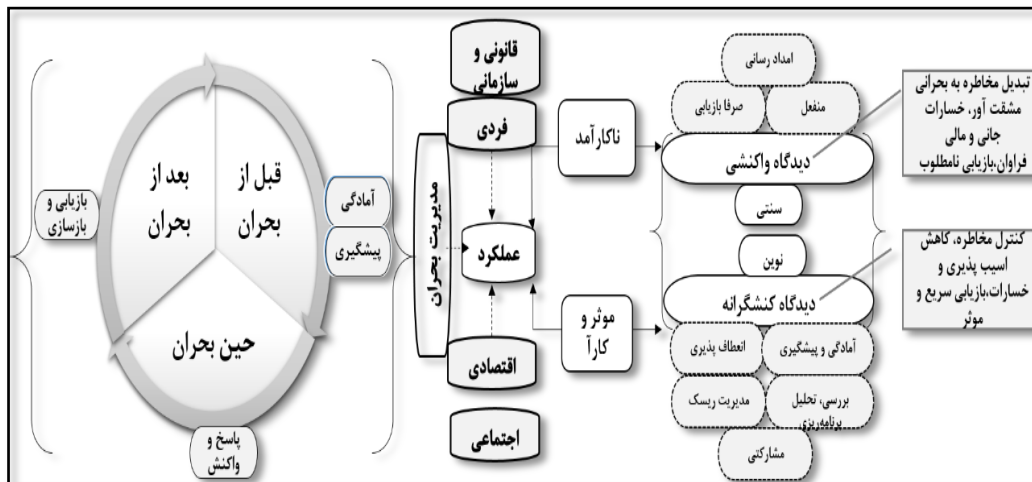 قانونی و
سازمانی
فردی
مدیریت بحران
عملکرد
اقتصادی
اجتماعی
قبل از
بحران
بعد از
بحران
حین بحران
آمادگی
پیشگیری
بازیابی و
بازسازی
پاسخ و
واکنش
ناکارآمد
موثر و
کارآ
امداد رسانی
منفعل
صرفا بازیابی
دیدگاه واکنشی
سنتی
نوین
دیدگاه کنشگرانه
آمادگی و پیشگیری
انعطاف پذیری
بررسی، تحلیل
برنامه‌ریزی
مدیریت ریسک
مشارکتی
تبدیل مخاطره به بحرانی
مشقت آور، خسارات
جانی و مالی
فراوان،بازیابی نامطلوب
کنترل مخاطره، کاهش
اسیب پذیری و
خسارات،بازیابی سریع و
موثر